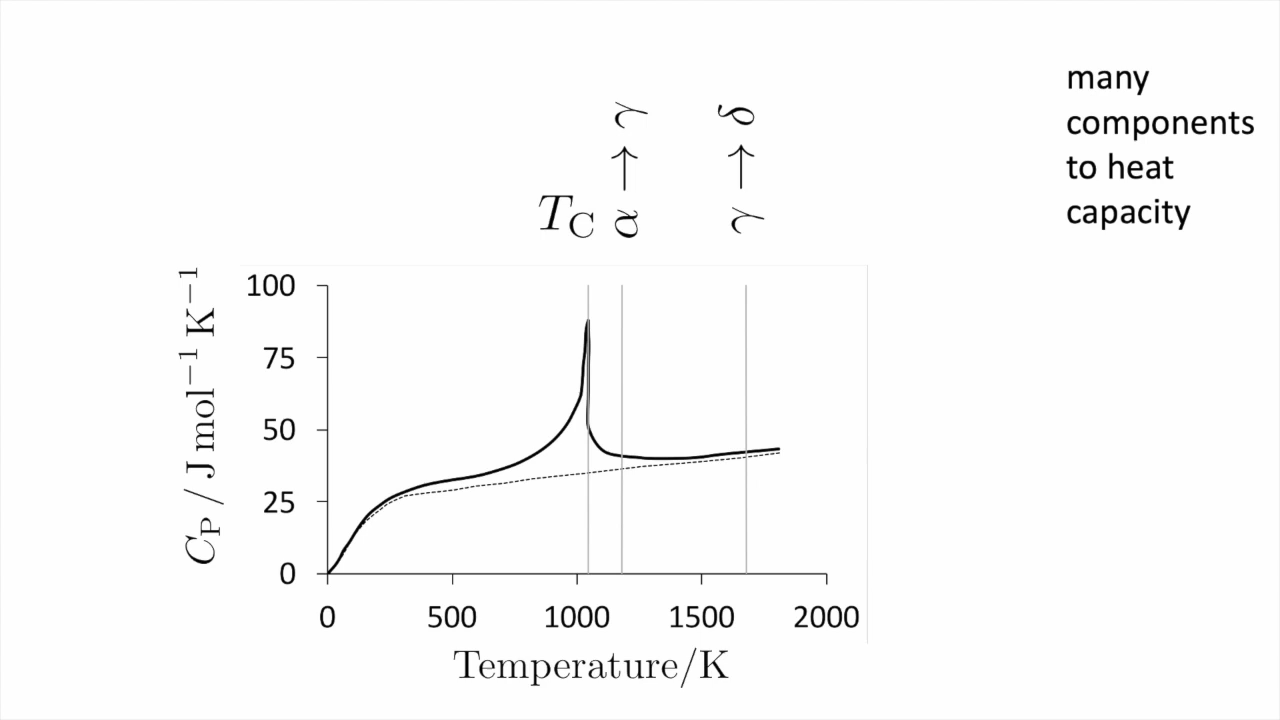 many
components
to heat
capacity
T_C
α → γ
γ → δ
C_P / J mol⁻¹ K⁻¹
100
75
50
25
0
0 500 1000 1500 2000
Temperature/K